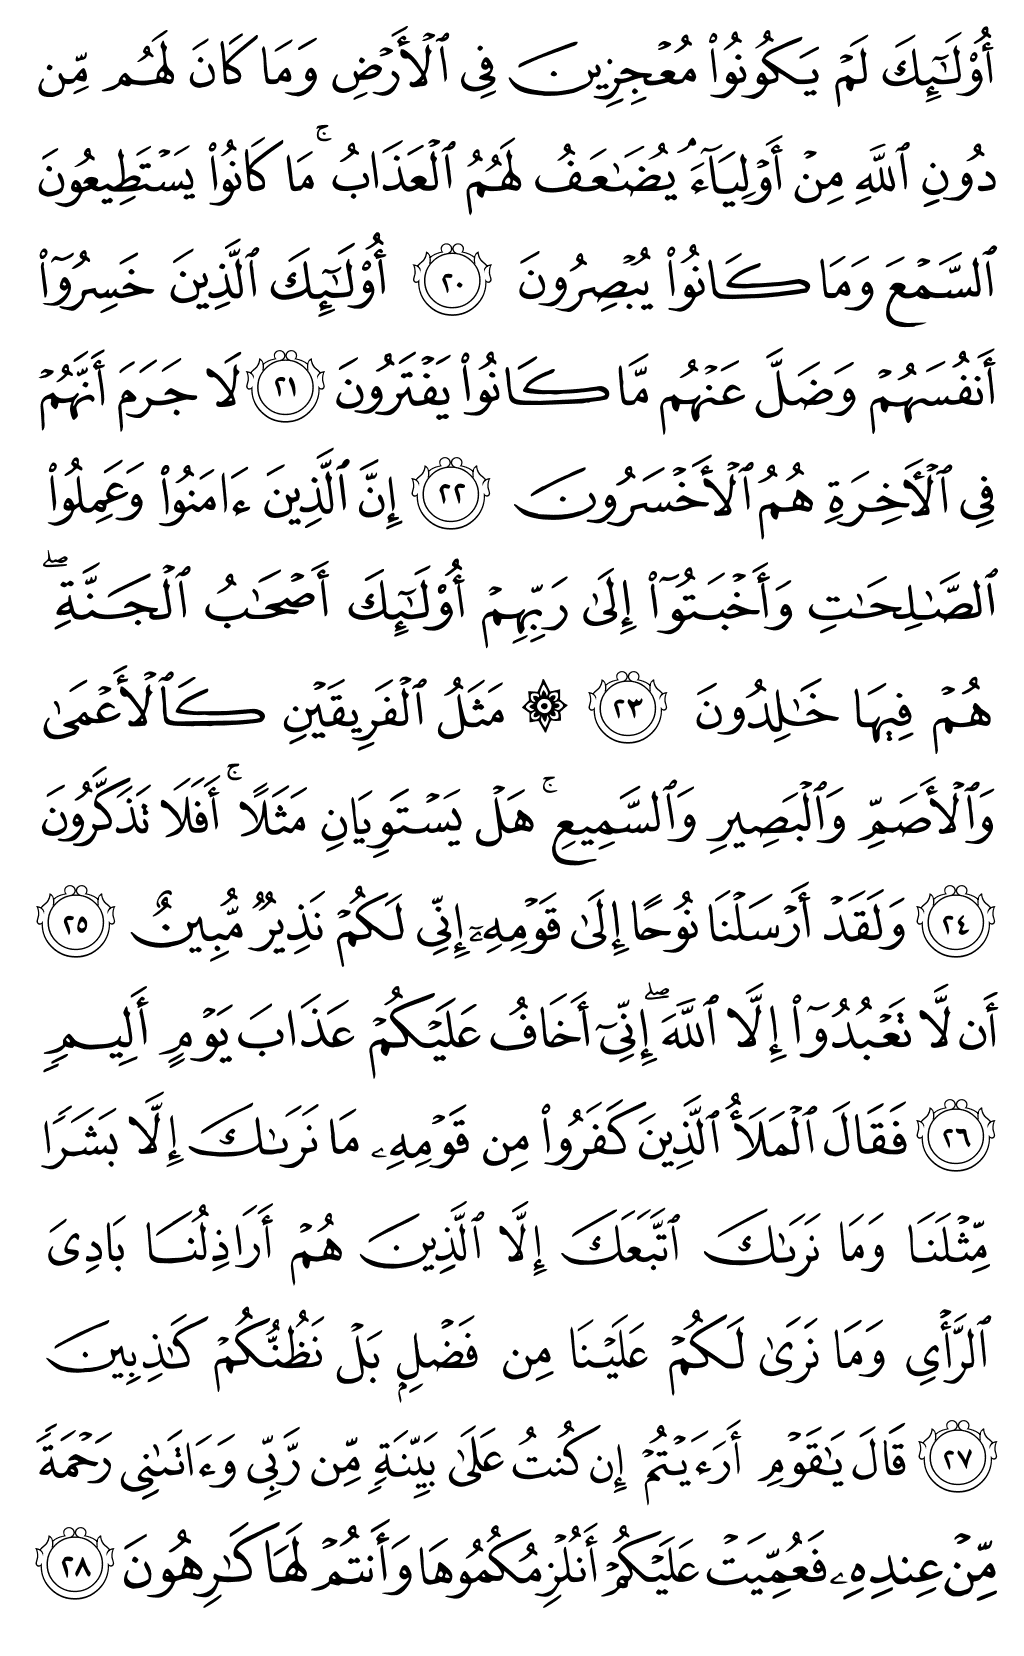 أُوْلَٰٓئِكَ لَمۡ يَكُونُواْ مُعۡجِزِينَ فِي ٱلۡأَرۡضِ وَمَا كَانَ لَهُم مِّن
دُونِ ٱللَّهِ مِنۡ أَوۡلِيَآءَۘ يُضَٰعَفُ لَهُمُ ٱلۡعَذَابُۚ مَا كَانُواْ يَسۡتَطِيعُونَ
ٱلسَّمۡعَ وَمَا كَانُواْ يُبۡصِرُونَ ٢٠ أُوْلَٰٓئِكَ ٱلَّذِينَ خَسِرُوٓاْ
أَنفُسَهُمۡ وَضَلَّ عَنۡهُم مَّا كَانُواْ يَفۡتَرُونَ ٢١ لَا جَرَمَ أَنَّهُمۡ
فِي ٱلۡأٓخِرَةِ هُمُ ٱلۡأَخۡسَرُونَ ٢٢ إِنَّ ٱلَّذِينَ ءَامَنُواْ وَعَمِلُواْ
ٱلصَّٰلِحَٰتِ وَأَخۡبَتُوٓاْ إِلَىٰ رَبِّهِمۡ أُوْلَٰٓئِكَ أَصۡحَٰبُ ٱلۡجَنَّةِۖ
هُمۡ فِيهَا خَٰلِدُونَ ٢٣ ۞ مَثَلُ ٱلۡفَرِيقَيۡنِ كَٱلۡأَعۡمَىٰ
وَٱلۡأَصَمِّ وَٱلۡبَصِيرِ وَٱلسَّمِيعِۚ هَلۡ يَسۡتَوِيَانِ مَثَلًاۚ أَفَلَا تَذَكَّرُونَ
٢٤ وَلَقَدۡ أَرۡسَلۡنَا نُوحًا إِلَىٰ قَوۡمِهِۦٓ إِنِّي لَكُمۡ نَذِيرٞ مُّبِينٌ ٢٥
أَن لَّا تَعۡبُدُوٓاْ إِلَّا ٱللَّهَۖ إِنِّيٓ أَخَافُ عَلَيۡكُمۡ عَذَابَ يَوۡمٍ أَلِيمٖ
٢٦ فَقَالَ ٱلۡمَلَأُ ٱلَّذِينَ كَفَرُواْ مِن قَوۡمِهِۦ مَا نَرَىٰكَ إِلَّا بَشَرٗا
مِّثۡلَنَا وَمَا نَرَىٰكَ ٱتَّبَعَكَ إِلَّا ٱلَّذِينَ هُمۡ أَرَاذِلُنَا بَادِيَ
ٱلرَّأۡيِ وَمَا نَرَىٰ لَكُمۡ عَلَيۡنَا مِن فَضۡلِۭ بَلۡ نَظُنُّكُمۡ كَٰذِبِينَ
٢٧ قَالَ يَٰقَوۡمِ أَرَءَيۡتُمۡ إِن كُنتُ عَلَىٰ بَيِّنَةٖ مِّن رَّبِّي وَءَاتَىٰنِي رَحۡمَةٗ
مِّنۡ عِندِهِۦ فَعُمِّيَتۡ عَلَيۡكُمۡ أَنُلۡزِمُكُمُوهَا وَأَنتُمۡ لَهَا كَٰرِهُونَ ٢٨